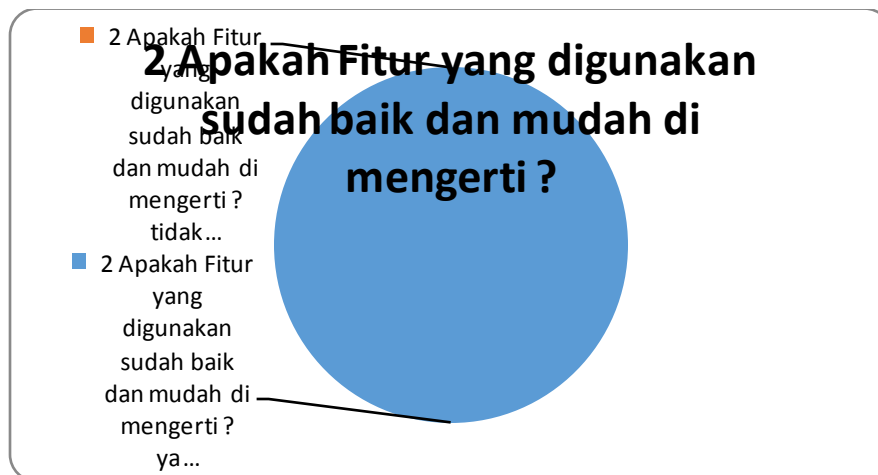 2 Apakah Fitur yang digunakan
sudah baik dan mudah di
mengerti ?
2 Apakah Fitur
yang
digunakan
sudah baik
dan mudah di
mengerti ?
tidak...
2 Apakah Fitur
yang
digunakan
sudah baik
dan mudah di
mengerti ?
ya...